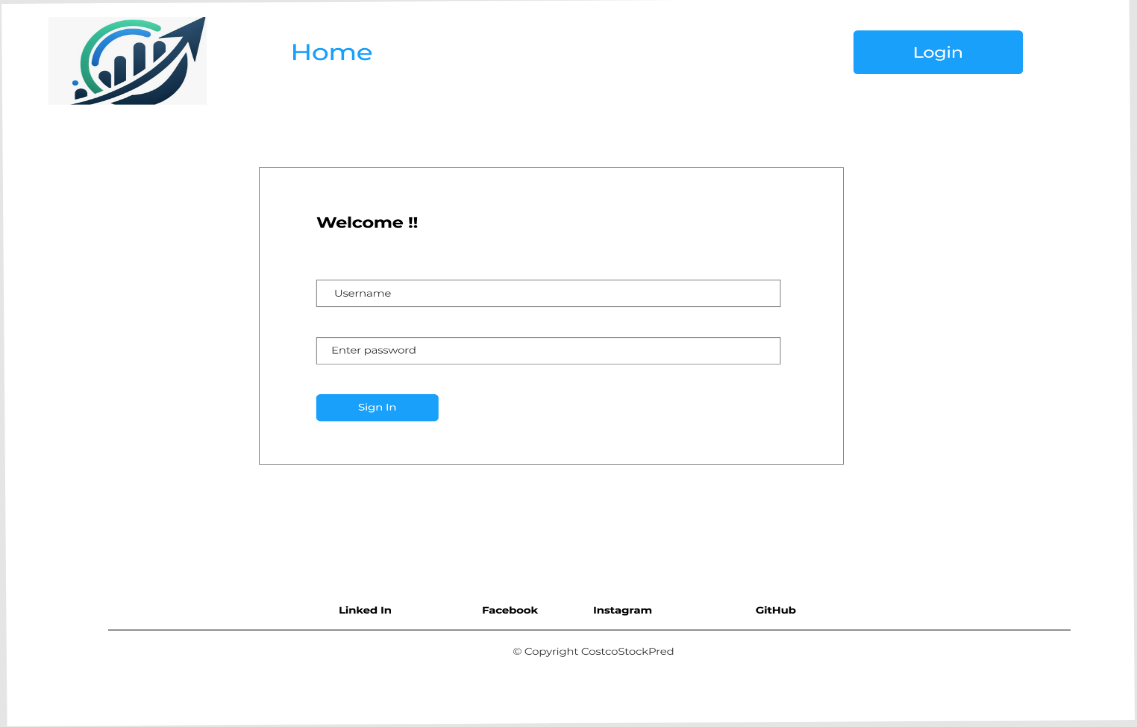 Home
Login
Welcome !!
Username
Enter password
Sign In
Linked In Facebook Instagram GitHub
© Copyright CostcoStockPred